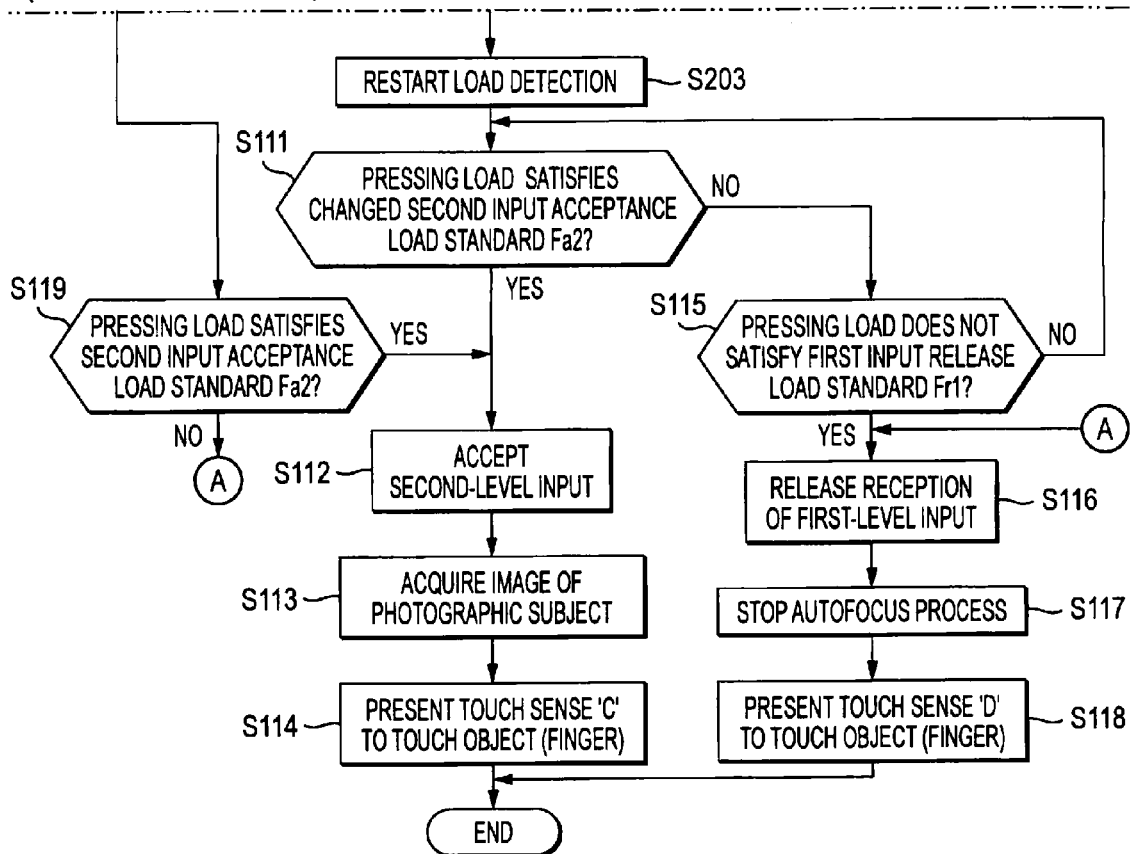 RESTART LOAD DETECTION
S203
S111
PRESSING LOAD SATISFIES
CHANGED SECOND INPUT ACCEPTANCE
LOAD STANDARD Fa2?
NO
YES
S119
PRESSING LOAD SATISFIES
SECOND INPUT ACCEPTANCE
LOAD STANDARD Fa2?
YES
NO
A
S115
PRESSING LOAD DOES NOT
SATISFY FIRST INPUT RELEASE
LOAD STANDARD Fr1?
NO
YES
A
S112
ACCEPT
SECOND-LEVEL INPUT
RELEASE RECEPTION
OF FIRST-LEVEL INPUT
S116
S113
ACQUIRE IMAGE OF
PHOTOGRAPHIC SUBJECT
STOP AUTOFOCUS PROCESS
S117
S114
PRESENT TOUCH SENSE 'C'
TO TOUCH OBJECT (FINGER)
PRESENT TOUCH SENSE 'D'
TO TOUCH OBJECT (FINGER)
S118
END